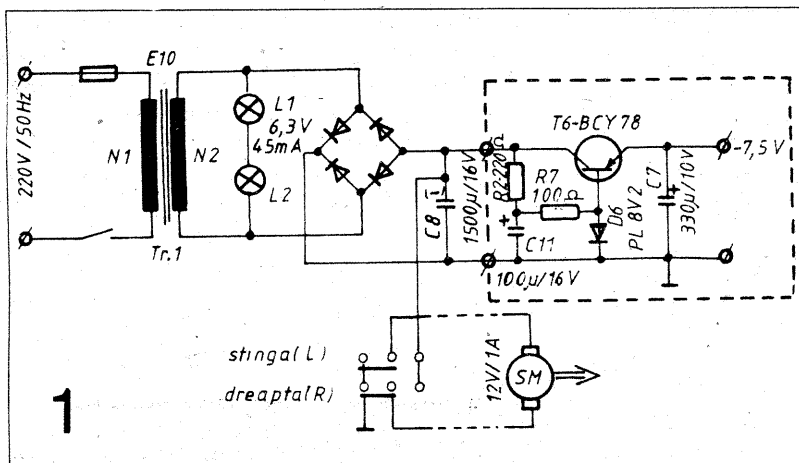 E10
220V/50Hz
N1
N2
L1
6,3V
45mA
L2
Tr.1
C8
1500µ/16V
R2-220Ω
R7
100Ω
T6-BCY78
C11
100µ/16V
D6
PL8V2
C7
330µ/10V
-7,5V
stinga(L)
dreapta(R)
12V/1A
SM
1